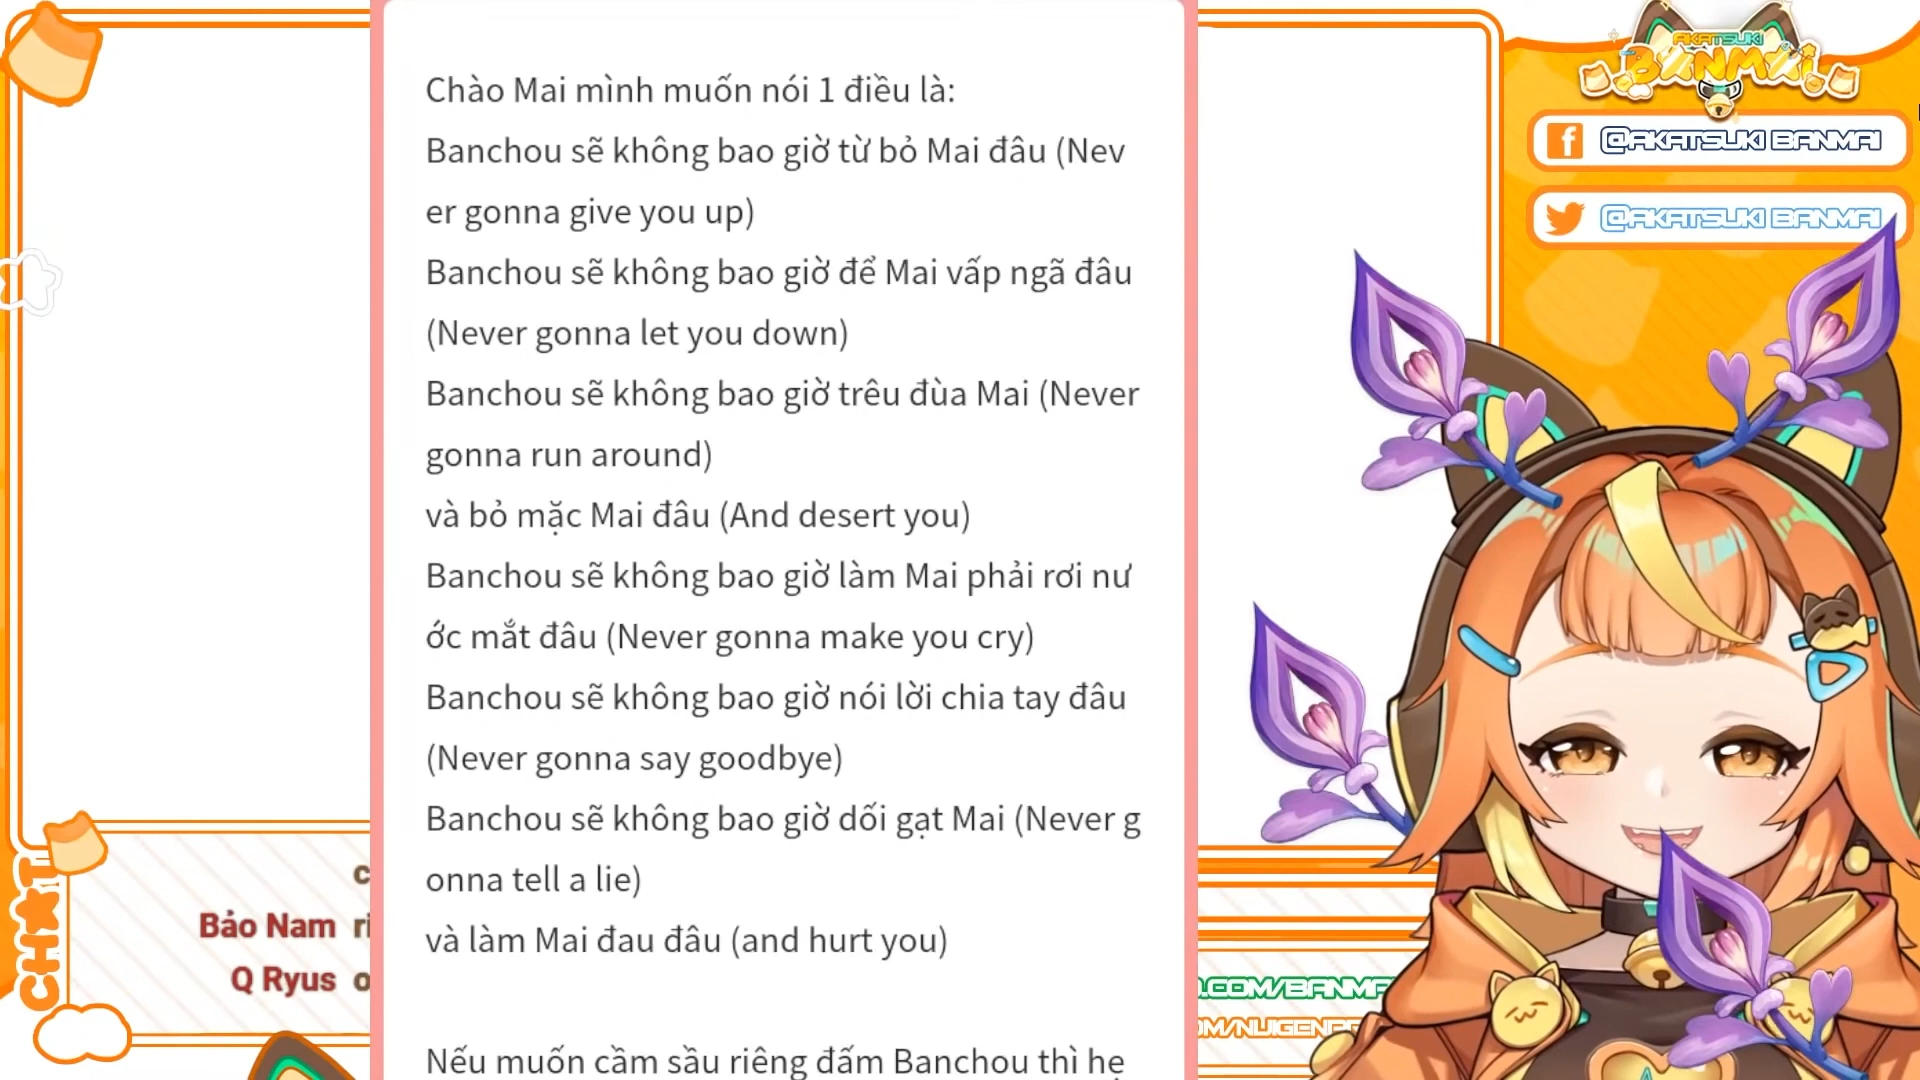 Chào Mai mình muốn nói 1 điều là:
Banchou sẽ không bao giờ từ bỏ Mai đâu (Nev
er gonna give you up)
Banchou sẽ không bao giờ để Mai vấp ngã đâu
(Never gonna let you down)
Banchou sẽ không bao giờ trêu đùa Mai (Never
gonna run around)
và bỏ mặc Mai đâu (And desert you)
Banchou sẽ không bao giờ làm Mai phải rơi nư
ớc mắt đâu (Never gonna make you cry)
Banchou sẽ không bao giờ nói lời chia tay đâu
(Never gonna say goodbye)
Banchou sẽ không bao giờ dối gạt Mai (Never g
onna tell a lie)
và làm Mai đau đâu (and hurt you)
Nếu muốn cầm sầu riêng đấm Banchou thì hẹ
AKATSUKI
BANMAI
@AKATSUKI BANMAI
@AKATSUKI BANMAI
CHAT
c
Bảo Nam ri
Q Ryus o
.COM/BANMA
OM/NIJIGEN